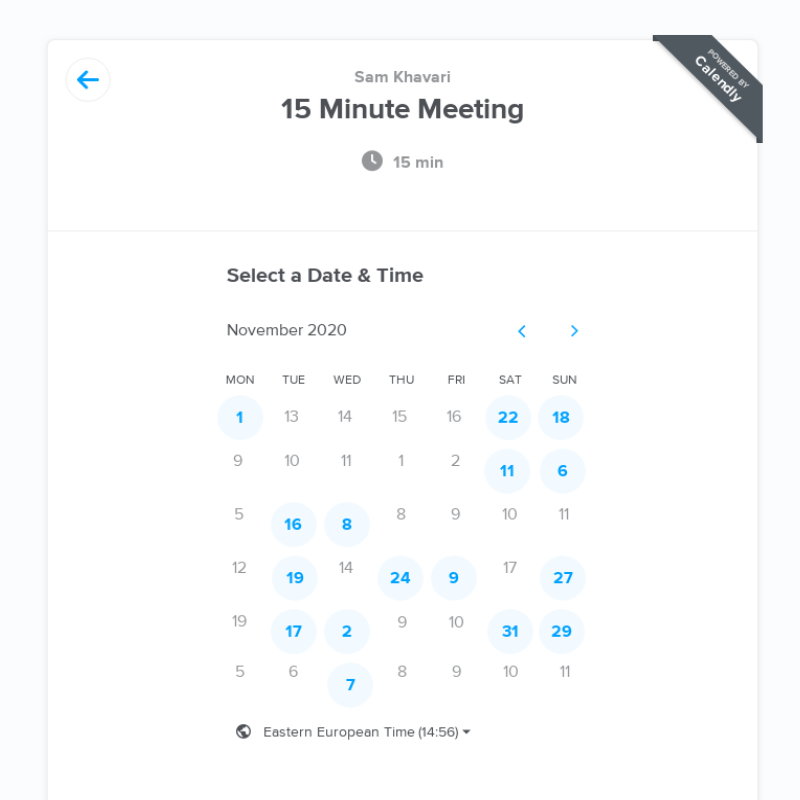 POWERED BY
Calendly
Sam Khavari
15 Minute Meeting
15 min
Select a Date & Time
November 2020
MON TUE WED THU FRI SAT SUN
1 13 14 15 16 22 18
9 10 11 1 2 11 6
5 16 8 8 9 10 11
12 19 14 24 9 17 27
19 17 2 9 10 31 29
5 6 7 8 9 10 11
Eastern European Time (14:56)